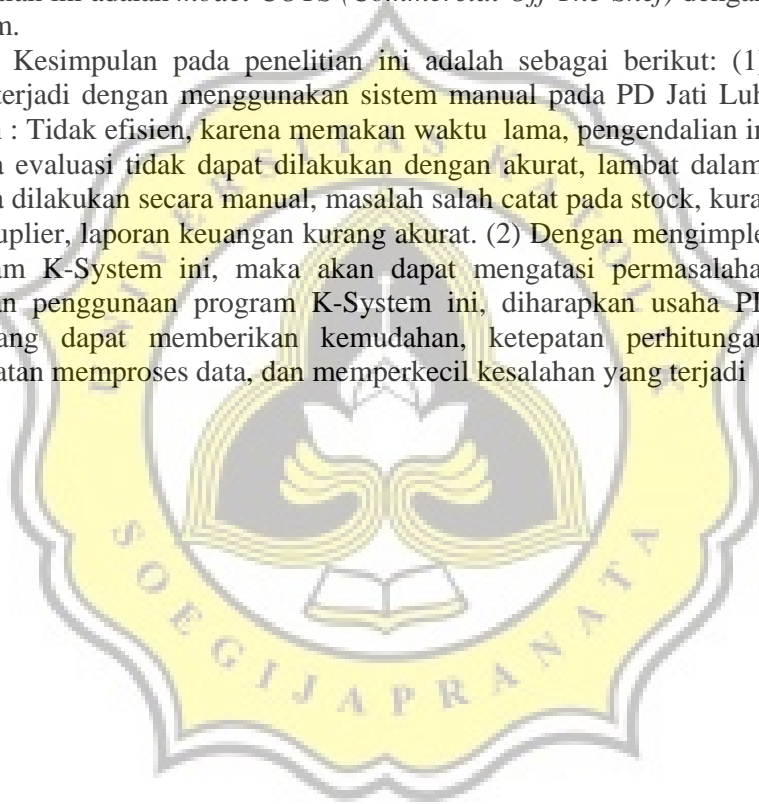 ini adalah model COTS (Commercial Off The Shelf) dengan
m.
Kesimpulan pada penelitian ini adalah sebagai berikut: (1)
terjadi dengan menggunakan sistem manual pada PD Jati Luh
: Tidak efisien, karena memakan waktu lama, pengendalian in
evaluasi tidak dapat dilakukan dengan akurat, lambat dalam
dilakukan secara manual, masalah salah catat pada stock, kura
uplier, laporan keuangan kurang akurat. (2) Dengan mengimple
am K-System ini, maka akan dapat mengatasi permasalaha
an penggunaan program K-System ini, diharapkan usaha PD
ang dapat memberikan kemudahan, ketepatan perhitungan
atan memproses data, dan memperkecil kesalahan yang terjadi
UNIVERSITAS KATOLIK
SOEGIJAPRANATA